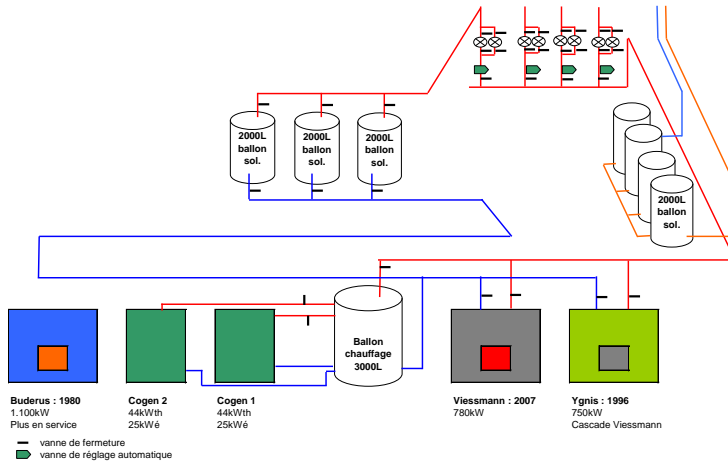 2000L
ballon
sol.
2000L
ballon
sol.
2000L
ballon
sol.
2000L
ballon
sol.
Ballon
chauffage
3000L
Buderus : 1980
1.100kW
Plus en service
Cogen 2
44kWth
25kWé
Cogen 1
44kWth
25kWé
Viessmann : 2007
780kW
Ygnis : 1996
750kW
Cascade Viessmann
vanne de fermeture
vanne de réglage automatique